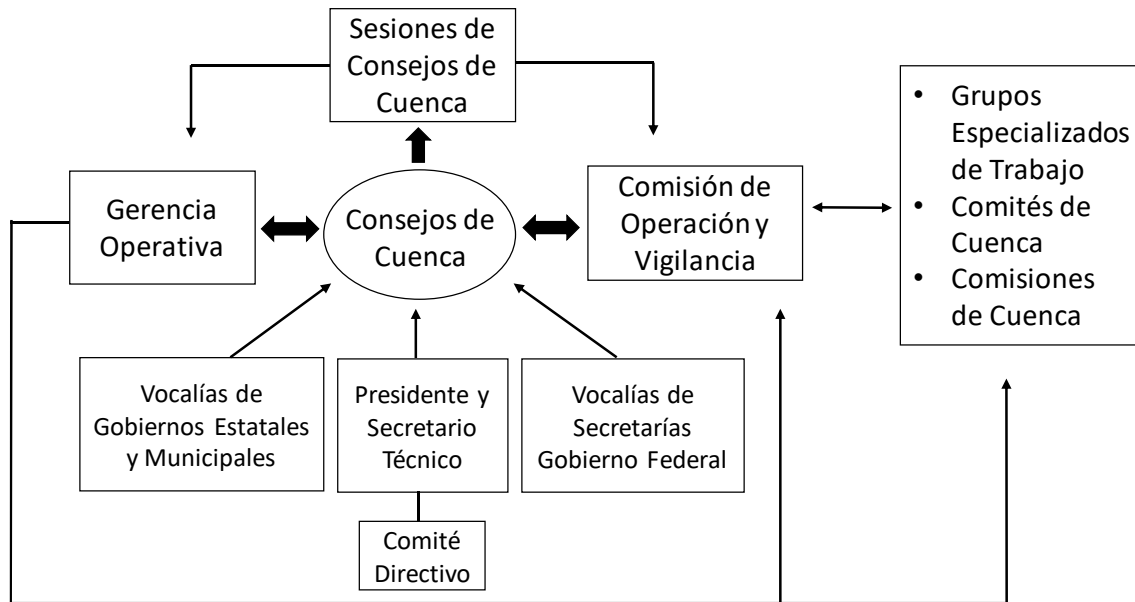 Sesiones de
Consejos de
Cuenca
Gerencia
Operativa
Consejos de
Cuenca
Comisión de
Operación y
Vigilancia
• Grupos
Especializados
de Trabajo
• Comités de
Cuenca
• Comisiones
de Cuenca
Vocalías de
Gobiernos Estatales
y Municipales
Presidente y
Secretario
Técnico
Vocalías de
Secretarías
Gobierno Federal
Comité
Directivo